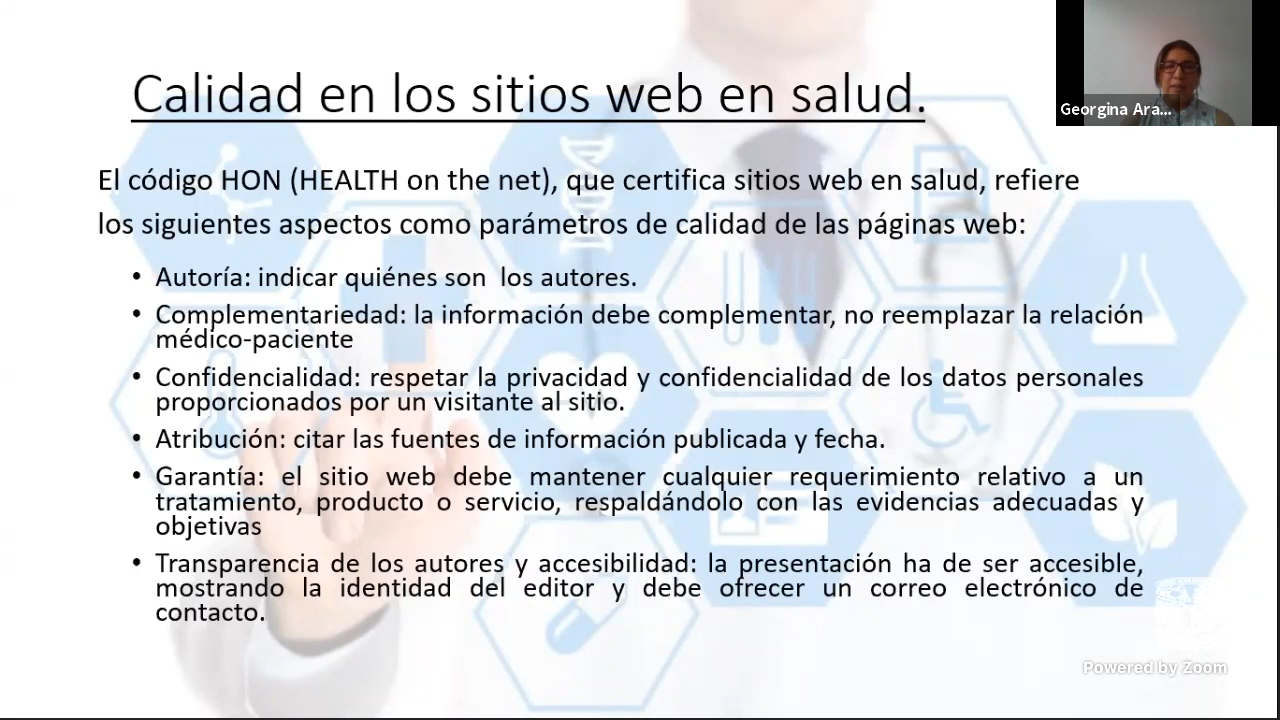 Calidad en los sitios web en salud.
Georgina Ara...
El código HON (HEALTH on the net), que certifica sitios web en salud, refiere
los siguientes aspectos como parámetros de calidad de las páginas web:
• Autoría: indicar quiénes son los autores.
• Complementariedad: la información debe complementar, no reemplazar la relación
médico-paciente
• Confidencialidad: respetar la privacidad y confidencialidad de los datos personales
proporcionados por un visitante al sitio.
• Atribución: citar las fuentes de información publicada y fecha.
• Garantía: el sitio web debe mantener cualquier requerimiento relativo a un
tratamiento, producto o servicio, respaldándolo con las evidencias adecuadas y
objetivas
• Transparencia de los autores y accesibilidad: la presentación ha de ser accesible,
mostrando la identidad del editor y debe ofrecer un correo electrónico de
contacto.
Powered by Zoom